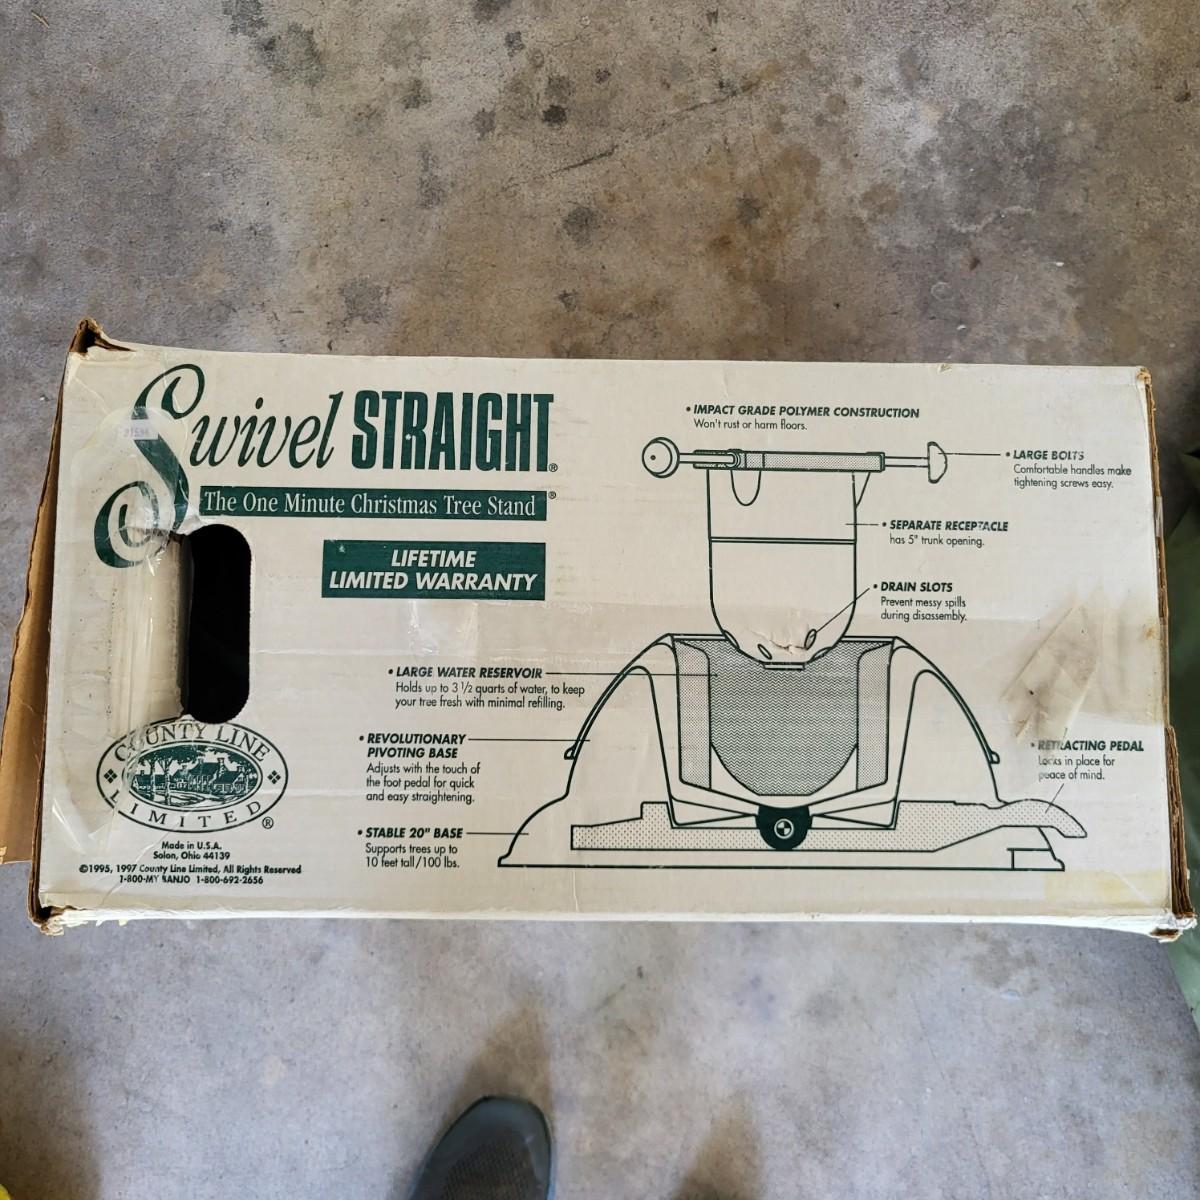 Swivel STRAIGHT®
The One Minute Christmas Tree Stand®
LIFETIME
LIMITED WARRANTY
• IMPACT GRADE POLYMER CONSTRUCTION
Won't rust or harm floors.
• LARGE BOLTS
Comfortable handles make
tightening screws easy.
• SEPARATE RECEPTACLE
has 5" trunk opening.
• DRAIN SLOTS
Prevent messy spills
during disassembly.
• LARGE WATER RESERVOIR
Holds up to 3 1/2 quarts of water, to keep
your tree fresh with minimal refilling.
• REVOLUTIONARY
PIVOTING BASE
Adjusts with the touch of
the foot pedal for quick
and easy straightening.
• RETRACTING PEDAL
Locks in place for
peace of mind.
• STABLE 20" BASE
Supports trees up to
10 feet tall/100 lbs.
COUNTY LINE
LIMITED®
Made in U.S.A.
Solon, Ohio 44139
©1995, 1997 County Line Limited, All Rights Reserved
1-800-MY BANJO 1-800-692-2656